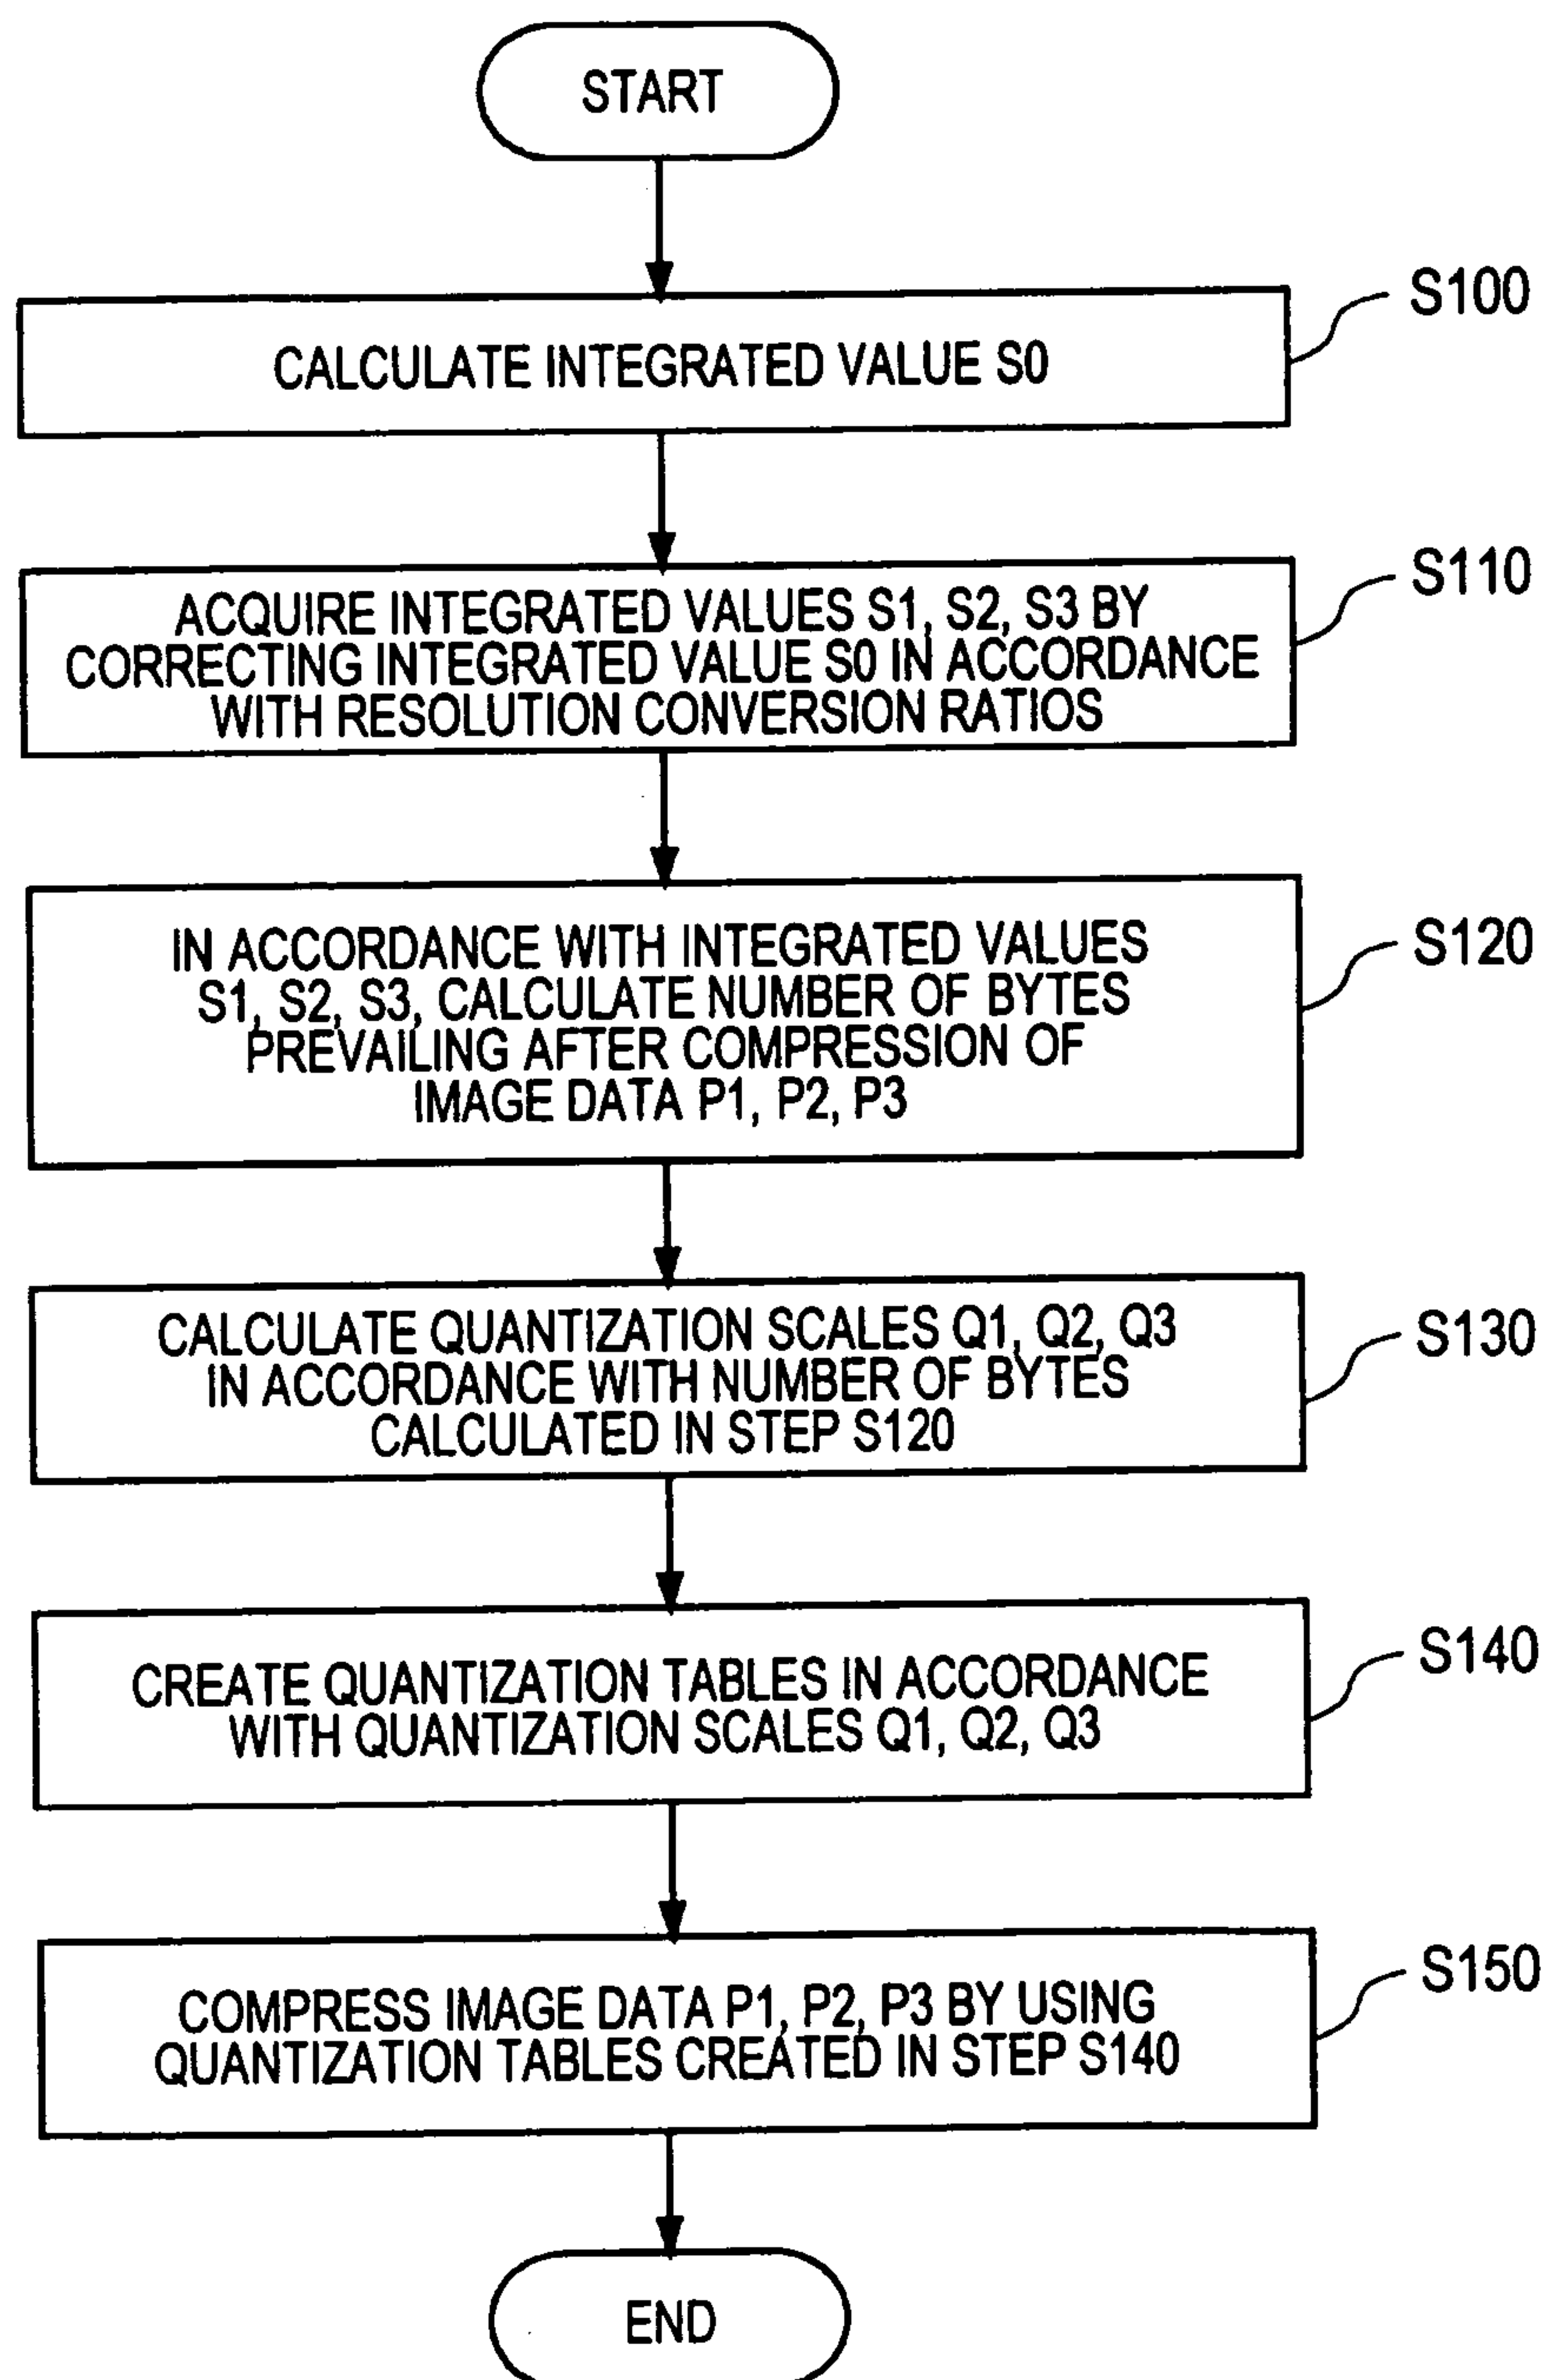 START
S100
CALCULATE INTEGRATED VALUE S0
S110
ACQUIRE INTEGRATED VALUES S1, S2, S3 BY
CORRECTING INTEGRATED VALUE S0 IN ACCORDANCE
WITH RESOLUTION CONVERSION RATIOS
S120
IN ACCORDANCE WITH INTEGRATED VALUES
S1, S2, S3, CALCULATE NUMBER OF BYTES
PREVAILING AFTER COMPRESSION OF
IMAGE DATA P1, P2, P3
S130
CALCULATE QUANTIZATION SCALES Q1, Q2, Q3
IN ACCORDANCE WITH NUMBER OF BYTES
CALCULATED IN STEP S120
S140
CREATE QUANTIZATION TABLES IN ACCORDANCE
WITH QUANTIZATION SCALES Q1, Q2, Q3
S150
COMPRESS IMAGE DATA P1, P2, P3 BY USING
QUANTIZATION TABLES CREATED IN STEP S140
END